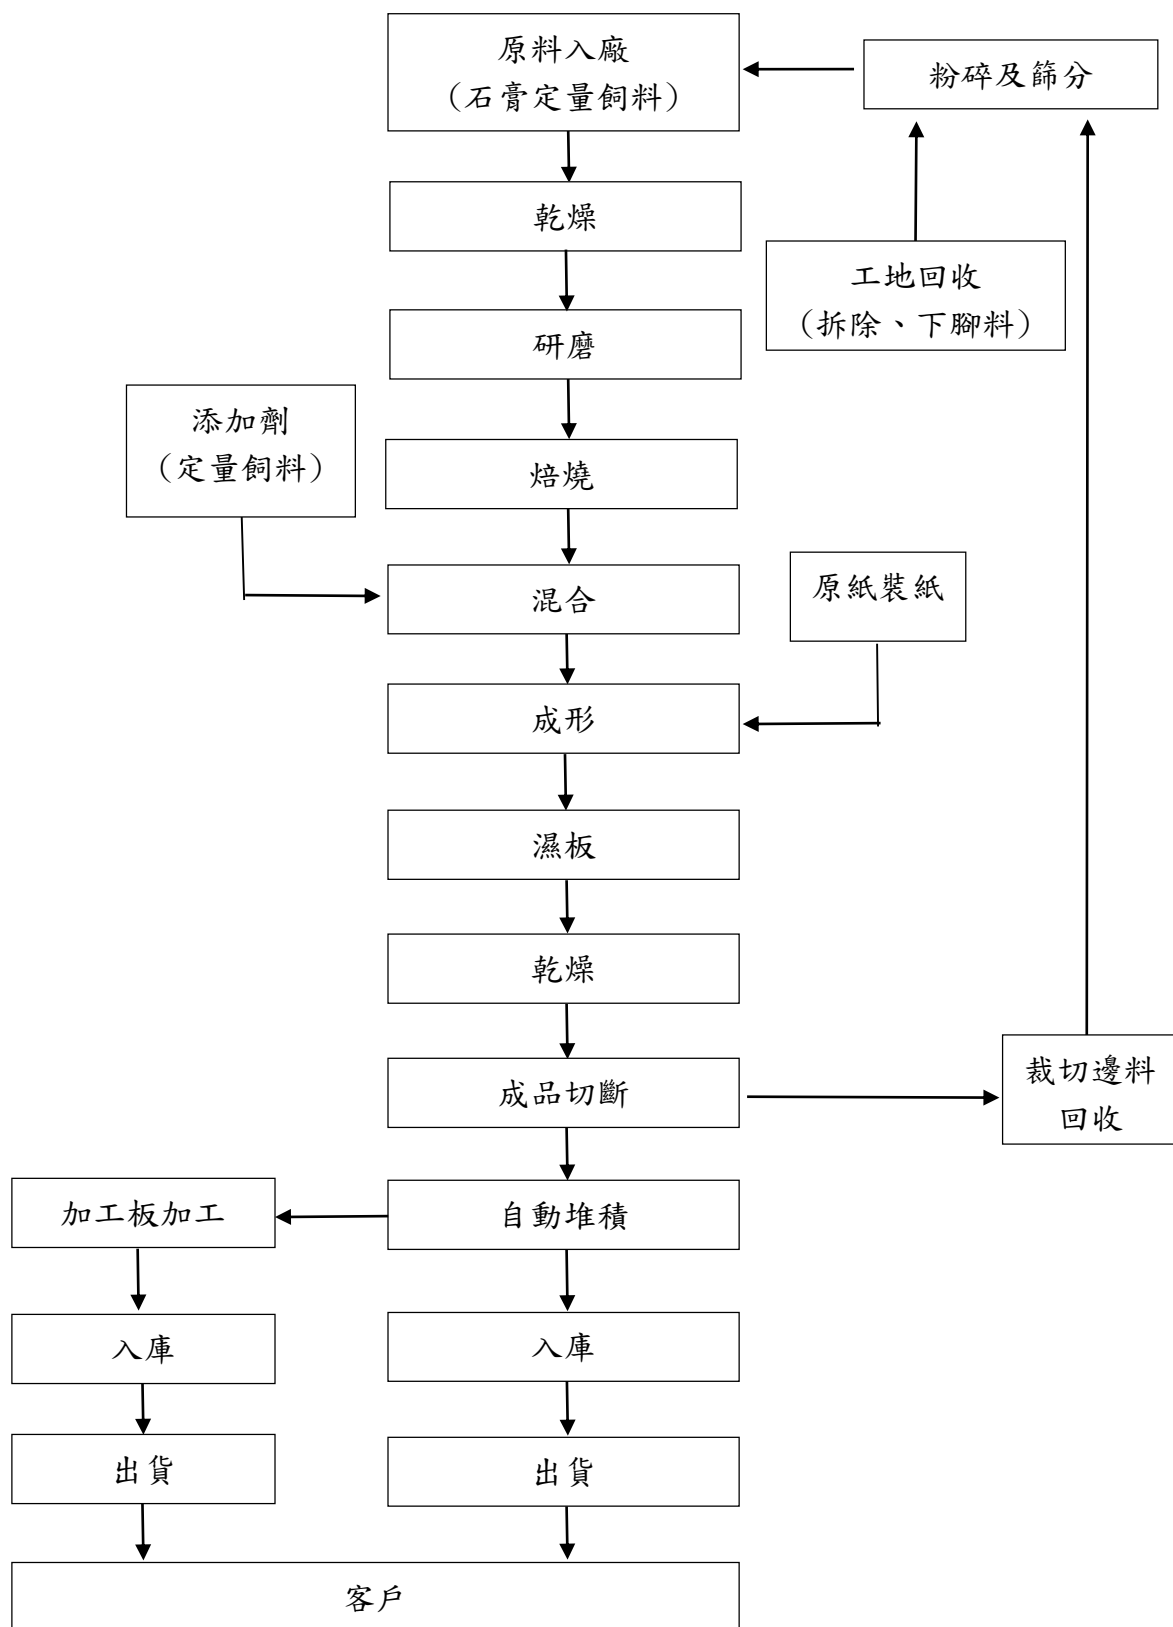 原料入廠
（石膏定量飼料）
粉碎及篩分
乾燥
工地回收
（拆除、下腳料）
研磨
添加劑
（定量飼料）
焙燒
混合
原紙裝紙
成形
濕板
乾燥
成品切斷
裁切邊料
回收
加工板加工
自動堆積
入庫
入庫
出貨
出貨
客戶